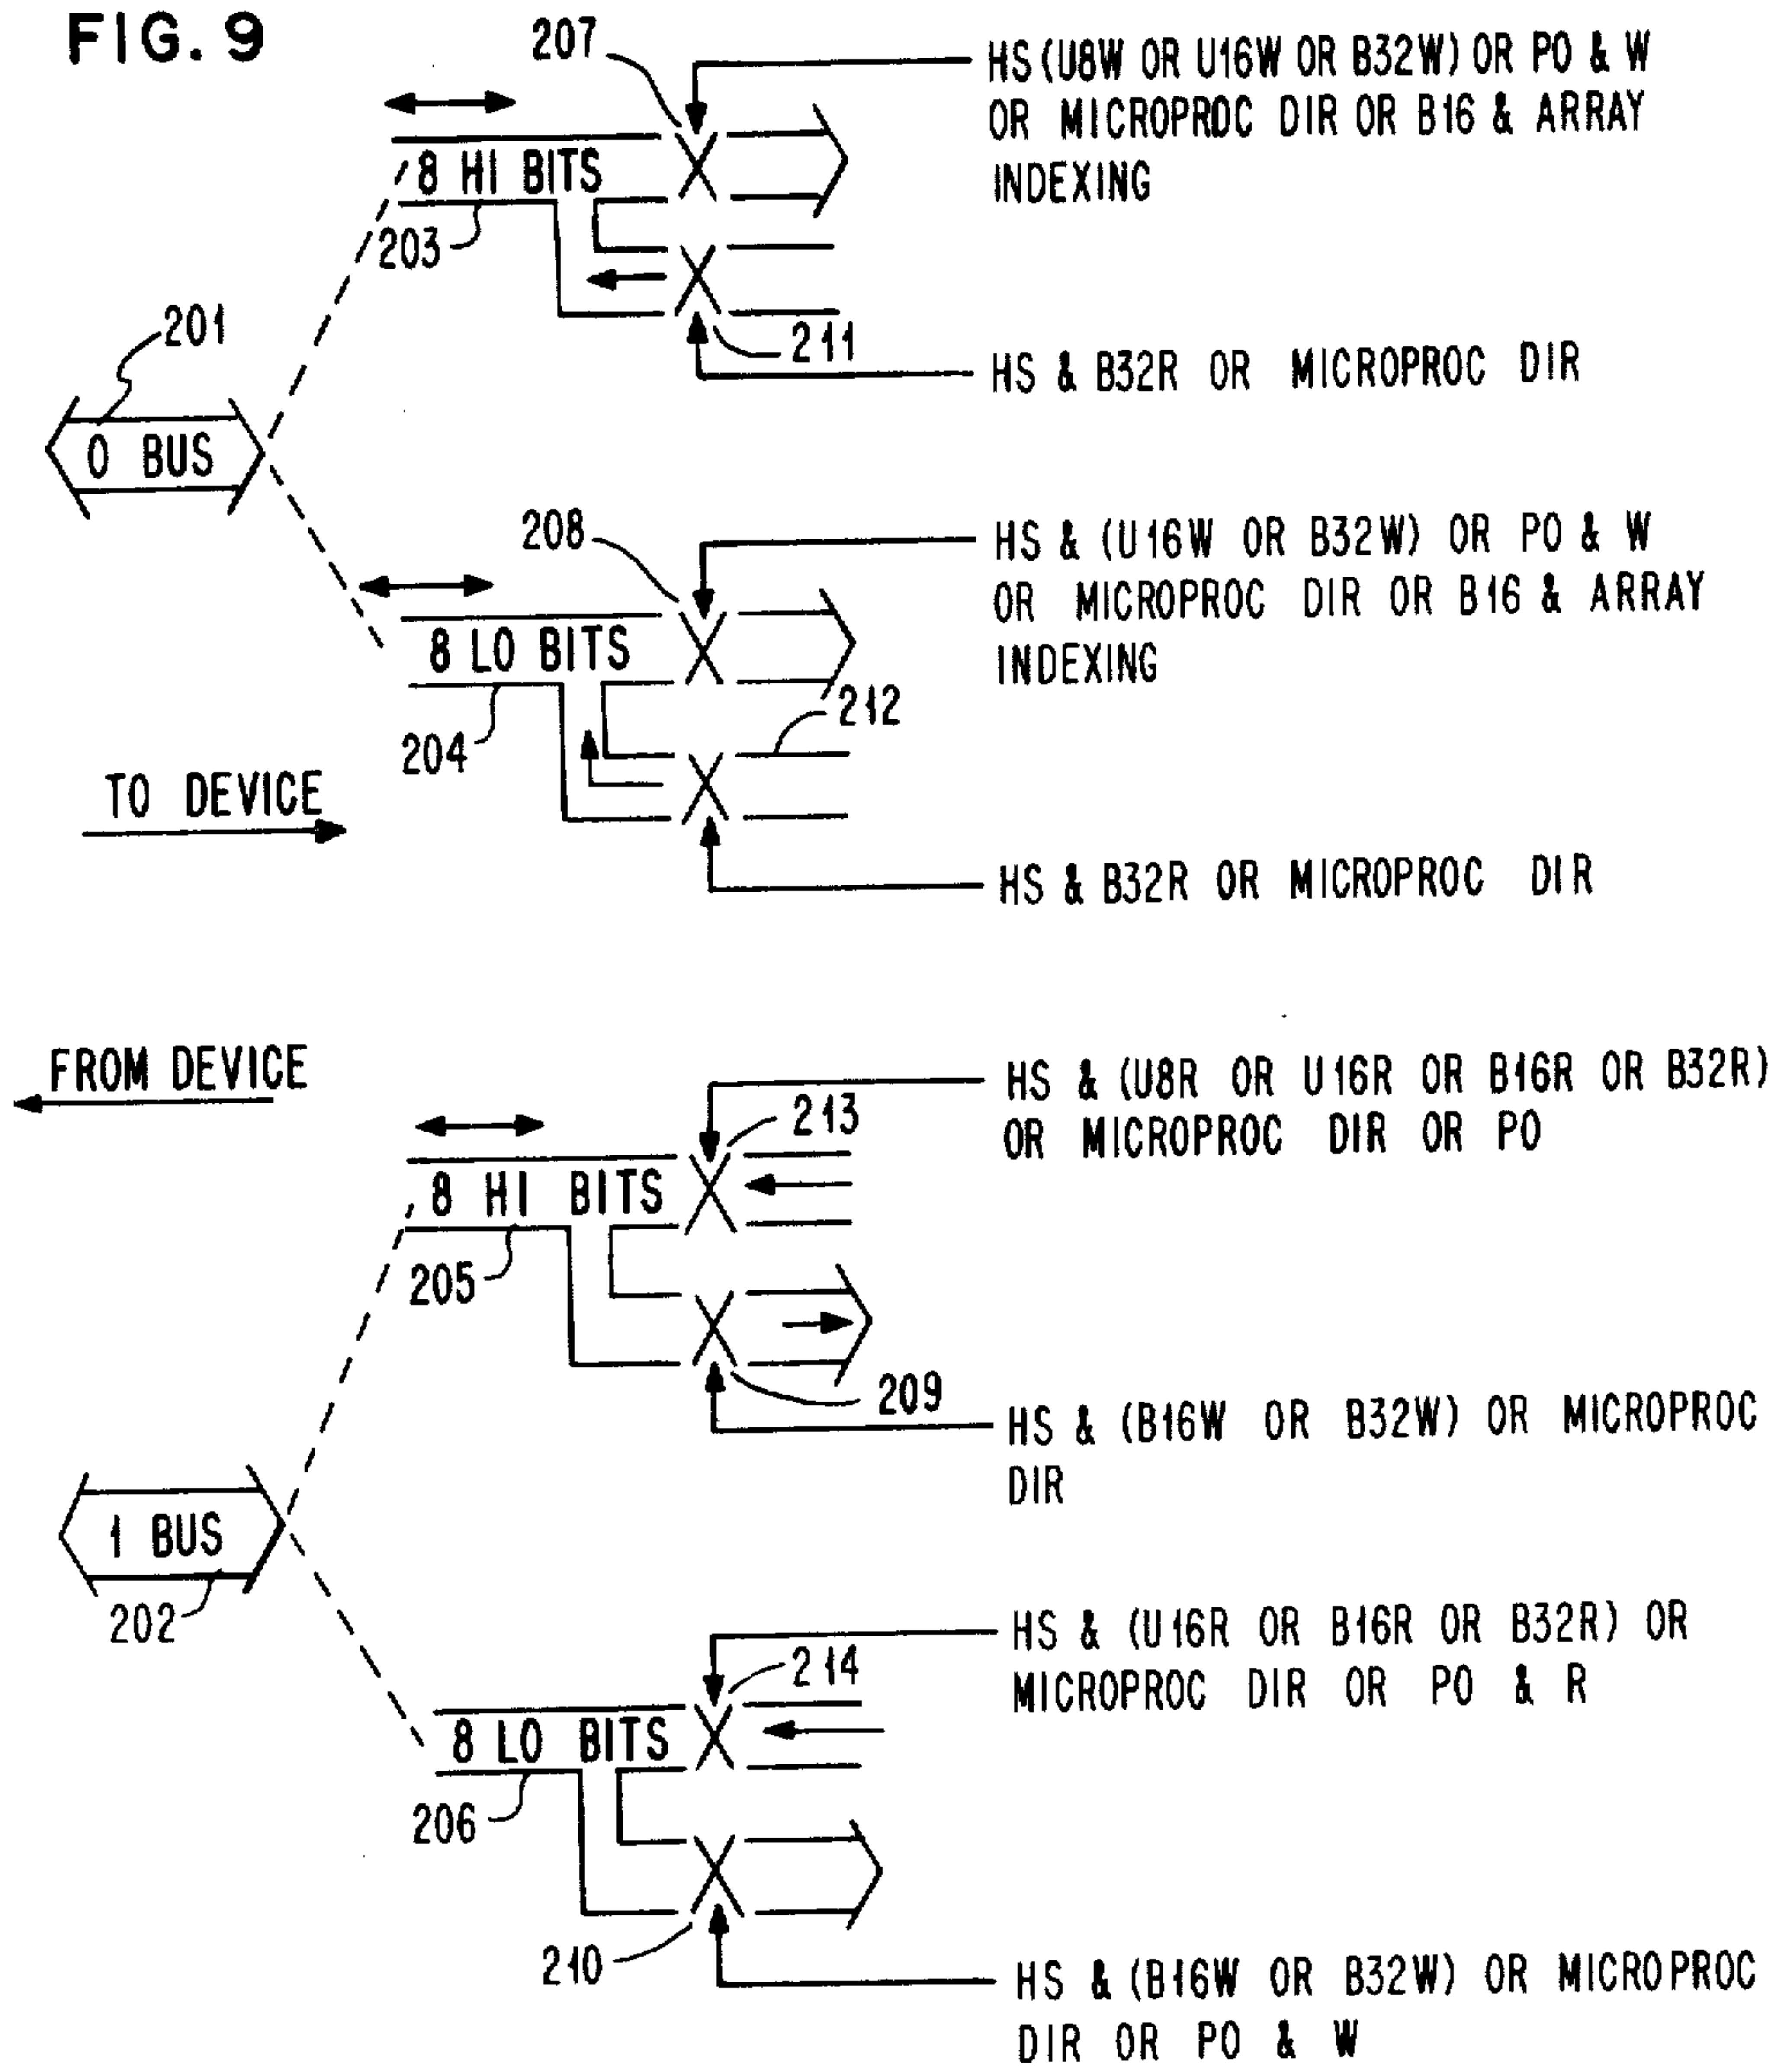 FIG. 9
207
HS (U8W OR U16W OR B32W) OR PO & W
OR MICROPROC DIR OR B16 & ARRAY
INDEXING
8 HI BITS
203
211
HS & B32R OR MICROPROC DIR
201
0 BUS
208
HS & (U16W OR B32W) OR PO & W
OR MICROPROC DIR OR B16 & ARRAY
INDEXING
8 LO BITS
212
204
TO DEVICE
HS & B32R OR MICROPROC DIR
FROM DEVICE
HS & (U8R OR U16R OR B16R OR B32R)
OR MICROPROC DIR OR PO
213
8 HI BITS
205
209
HS & (B16W OR B32W) OR MICROPROC
DIR
1 BUS
202
HS & (U16R OR B16R OR B32R) OR
MICROPROC DIR OR PO & R
214
8 LO BITS
206
210
HS & (B16W OR B32W) OR MICROPROC
DIR OR PO & W